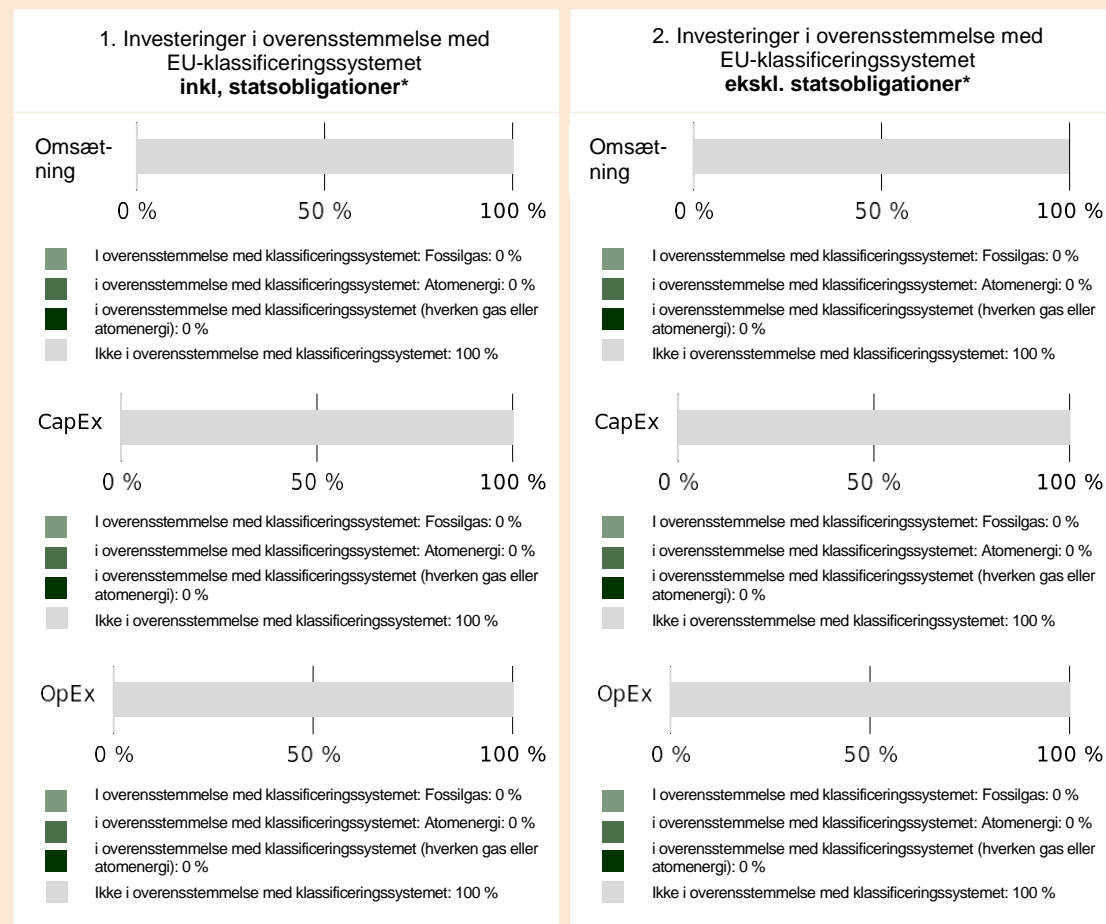 1. Investeringer i overensstemmelse med
EU-klassificeringssystemet
inkl, statsobligationer*
Omsæt-
ning
0 % 50 % 100 %
I overensstemmelse med klassificeringssystemet: Fossilgas: 0 %
i overensstemmelse med klassificeringssystemet: Atomenergi: 0 %
i overensstemmelse med klassificeringssystemet (hverken gas eller
atomenergi): 0 %
Ikke i overensstemmelse med klassificeringssystemet: 100 %
CapEx
0 % 50 % 100 %
I overensstemmelse med klassificeringssystemet: Fossilgas: 0 %
i overensstemmelse med klassificeringssystemet: Atomenergi: 0 %
i overensstemmelse med klassificeringssystemet (hverken gas eller
atomenergi): 0 %
Ikke i overensstemmelse med klassificeringssystemet: 100 %
OpEx
0 % 50 % 100 %
I overensstemmelse med klassificeringssystemet: Fossilgas: 0 %
i overensstemmelse med klassificeringssystemet: Atomenergi: 0 %
i overensstemmelse med klassificeringssystemet (hverken gas eller
atomenergi): 0 %
Ikke i overensstemmelse med klassificeringssystemet: 100 %
2. Investeringer i overensstemmelse med
EU-klassificeringssystemet
ekskl. statsobligationer*
Omsæt-
ning
0 % 50 % 100 %
I overensstemmelse med klassificeringssystemet: Fossilgas: 0 %
i overensstemmelse med klassificeringssystemet: Atomenergi: 0 %
i overensstemmelse med klassificeringssystemet (hverken gas eller
atomenergi): 0 %
Ikke i overensstemmelse med klassificeringssystemet: 100 %
CapEx
0 % 50 % 100 %
I overensstemmelse med klassificeringssystemet: Fossilgas: 0 %
i overensstemmelse med klassificeringssystemet: Atomenergi: 0 %
i overensstemmelse med klassificeringssystemet (hverken gas eller
atomenergi): 0 %
Ikke i overensstemmelse med klassificeringssystemet: 100 %
OpEx
0 % 50 % 100 %
I overensstemmelse med klassificeringssystemet: Fossilgas: 0 %
i overensstemmelse med klassificeringssystemet: Atomenergi: 0 %
i overensstemmelse med klassificeringssystemet (hverken gas eller
atomenergi): 0 %
Ikke i overensstemmelse med klassificeringssystemet: 100 %